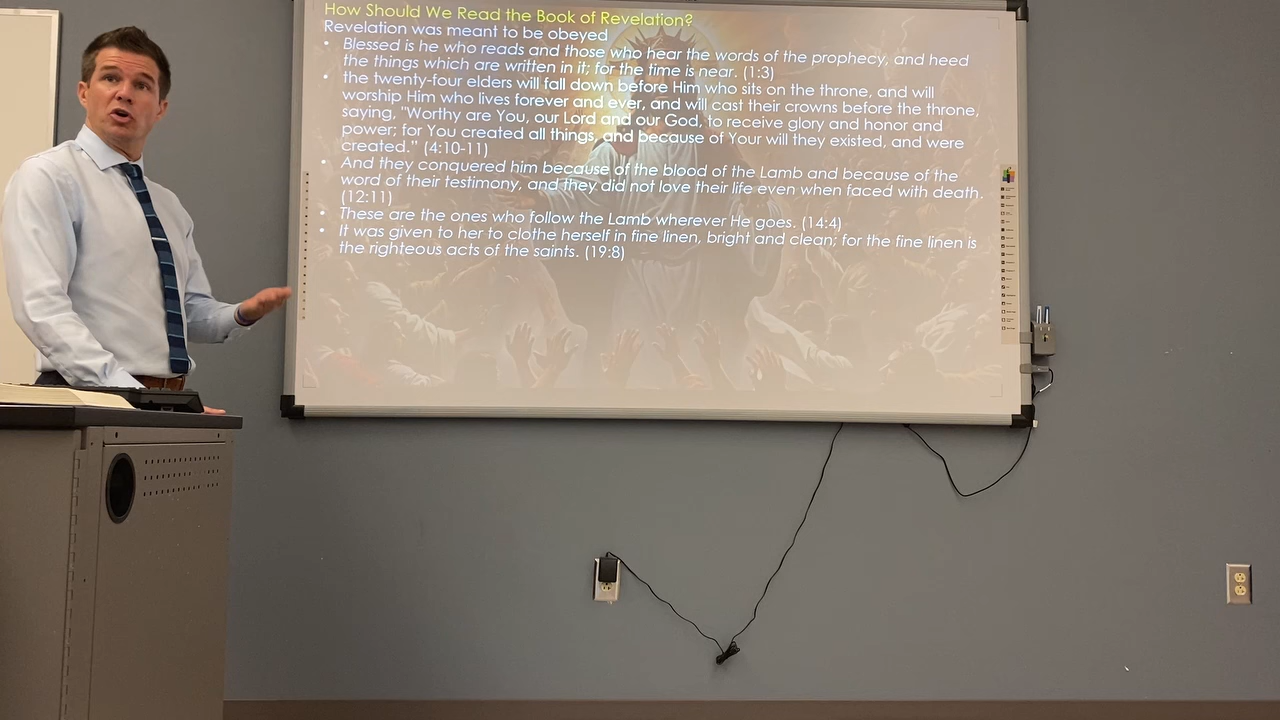 How Should We Read the Book of Revelation?
Revelation was meant to be obeyed
• Blessed is he who reads and those who hear the words of the prophecy, and heed
the things which are written in it; for the time is near. (1:3)
• the twenty-four elders will fall down before Him who sits on the throne, and will
worship Him who lives forever and ever, and will cast their crowns before the throne,
saying, "Worthy are You, our Lord and our God, to receive glory and honor and
power; for You created all things, and because of Your will they existed, and were
created." (4:10-11)
• And they conquered him because of the blood of the Lamb and because of the
word of their testimony, and they did not love their life even when faced with death.
(12:11)
• These are the ones who follow the Lamb wherever He goes. (14:4)
• It was given to her to clothe herself in fine linen, bright and clean; for the fine linen is
the righteous acts of the saints. (19:8)